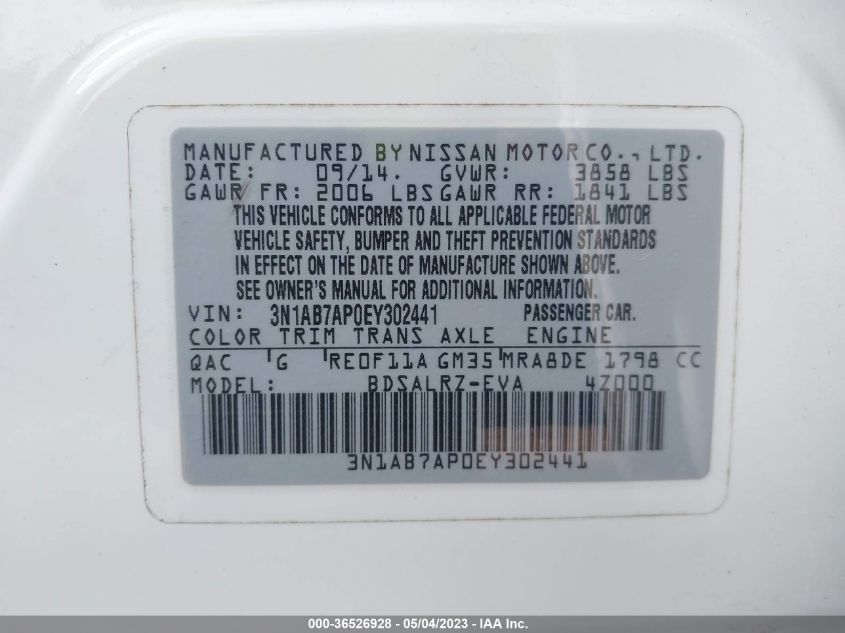 MANUFACTURED BY NISSAN MOTOR CO., LTD.
DATE: 09/14. GVWR: 3858 LBS
GAWR FR: 2006 LBS GAWR RR: 1841 LBS
THIS VEHICLE CONFORMS TO ALL APPLICABLE FEDERAL MOTOR
VEHICLE SAFETY, BUMPER AND THEFT PREVENTION STANDARDS
IN EFFECT ON THE DATE OF MANUFACTURE SHOWN ABOVE.
SEE OWNER'S MANUAL FOR ADDITIONAL INFORMATION.
VIN: 3N1AB7AP0EY302441 PASSENGER CAR.
COLOR TRIM TRANS AXLE ENGINE
QAC G RE0F11A GM35 MRA8DE 1798 CC
MODEL: BDSALRZ-EVA 4Z000
3N1AB7AP0EY302441
000-36526928 - 05/04/2023 - IAA Inc.